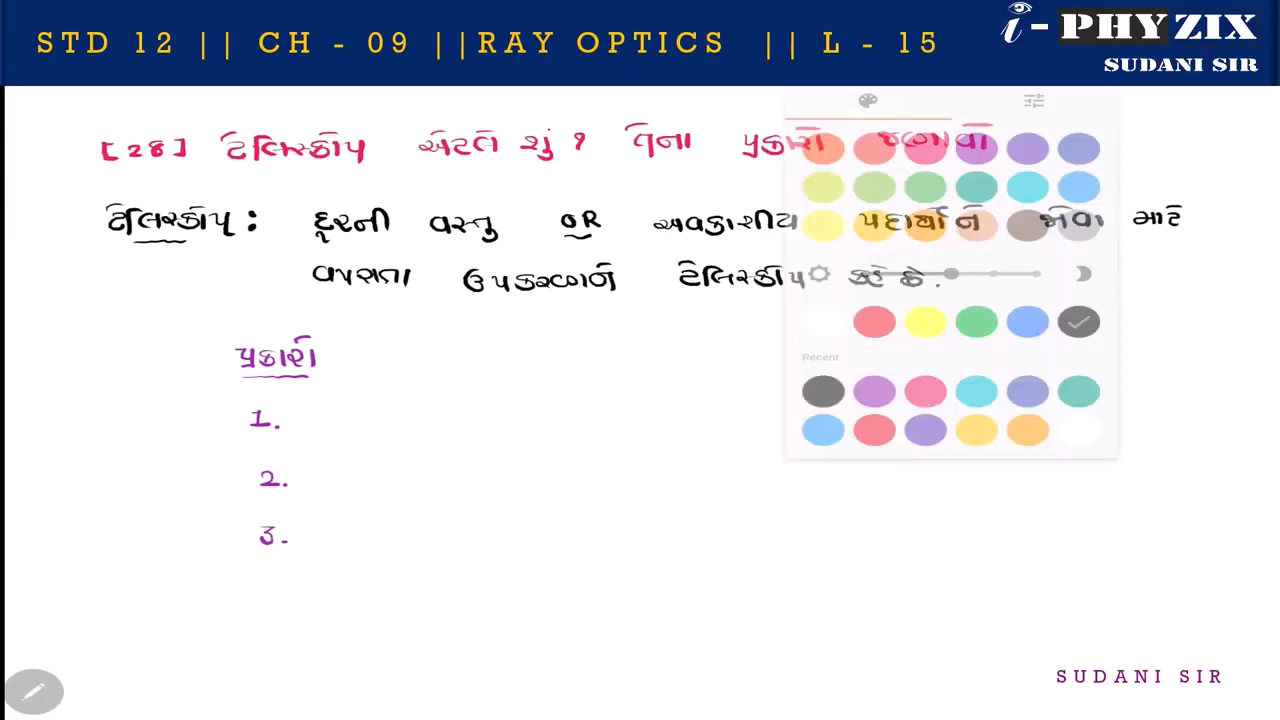 STD 12 || CH - 09 ||RAY OPTICS || L - 15
i-PHYZIX
SUDANI SIR
[28] ટેલિસ્કોપ એટલે શું ? તેના પ્રકારો જણાવો
ટેલિસ્કોપ : દૂરની વસ્તુ OR અવકાશીય પદાર્થોને જોવા માટે
વપરાતા ઉપકરણને ટેલિસ્કોપ કહે છે.
પ્રકારો
Recent
1.
2.
3.
SUDANI SIR